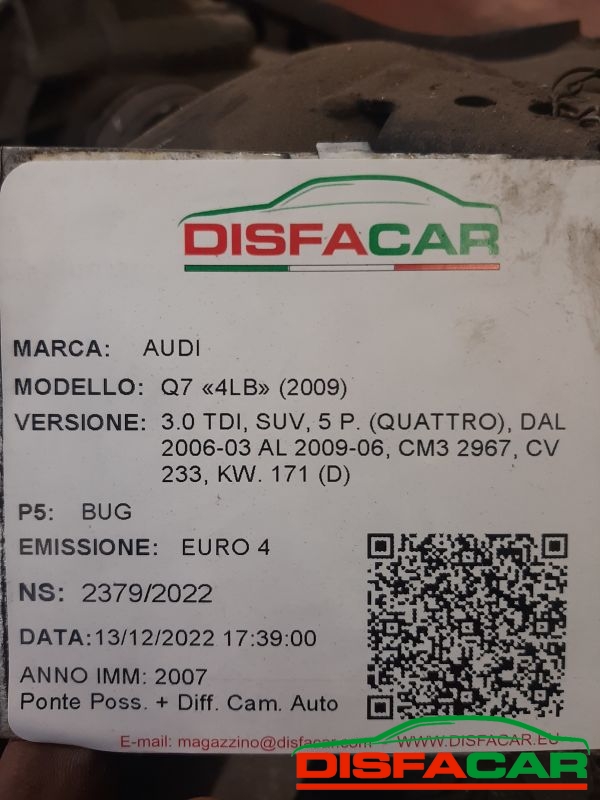 DISFACAR
MARCA: AUDI
MODELLO: Q7 «4LB» (2009)
VERSIONE: 3.0 TDI, SUV, 5 P. (QUATTRO), DAL
2006-03 AL 2009-06, CM3 2967, CV
233, KW. 171 (D)
P5: BUG
EMISSIONE: EURO 4
NS: 2379/2022
DATA:13/12/2022 17:39:00
ANNO IMM: 2007
Ponte Poss. + Diff. Cam. Auto
E-mail: magazzino@disfacar.com - WWW.DISFACAR.EU
DISFACAR